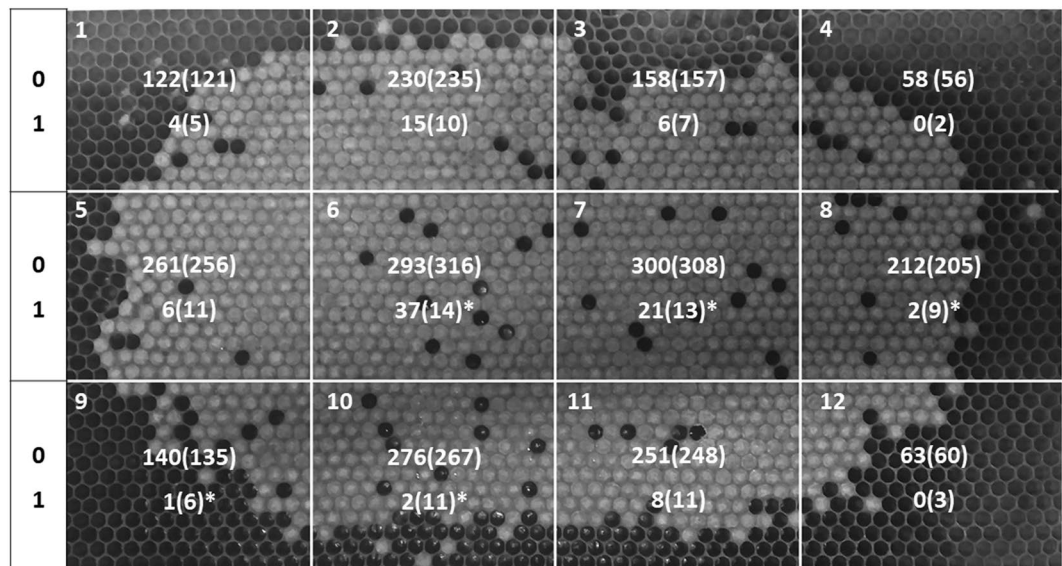 1 2 3 4
0 122(121) 230(235) 158(157) 58 (56)
1 4(5) 15(10) 6(7) 0(2)
5 6 7 8
0 261(256) 293(316) 300(308) 212(205)
1 6(11) 37(14)* 21(13)* 2(9)*
9 10 11 12
0 140(135) 276(267) 251(248) 63(60)
1 1(6)* 2(11)* 8(11) 0(3)